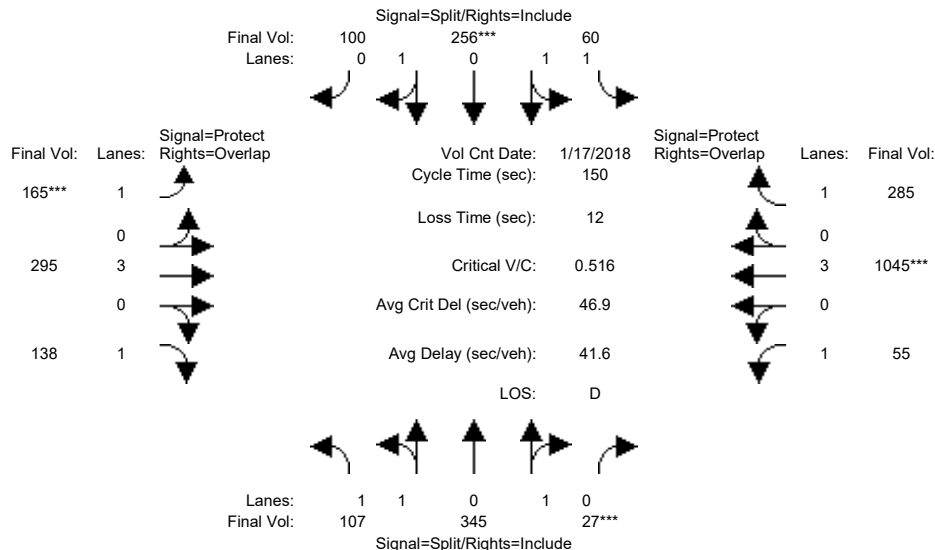 Signal=Split/Rights=Include
Final Vol: 100 256*** 60
Lanes: 0 1 0 1 1
Signal=Protect
Final Vol: Lanes: Rights=Overlap
Vol Cnt Date: 1/17/2018
Signal=Protect
Rights=Overlap Lanes: Final Vol:
Cycle Time (sec): 150
165*** 1
1 285
Loss Time (sec): 12
0
0
295 3
Critical V/C: 0.516
3 1045***
0
Avg Crit Del (sec/veh): 46.9
0
138 1
Avg Delay (sec/veh): 41.6
1 55
LOS: D
Lanes: 1 1 0 1 0
Final Vol: 107 345 27***
Signal=Split/Rights=Include